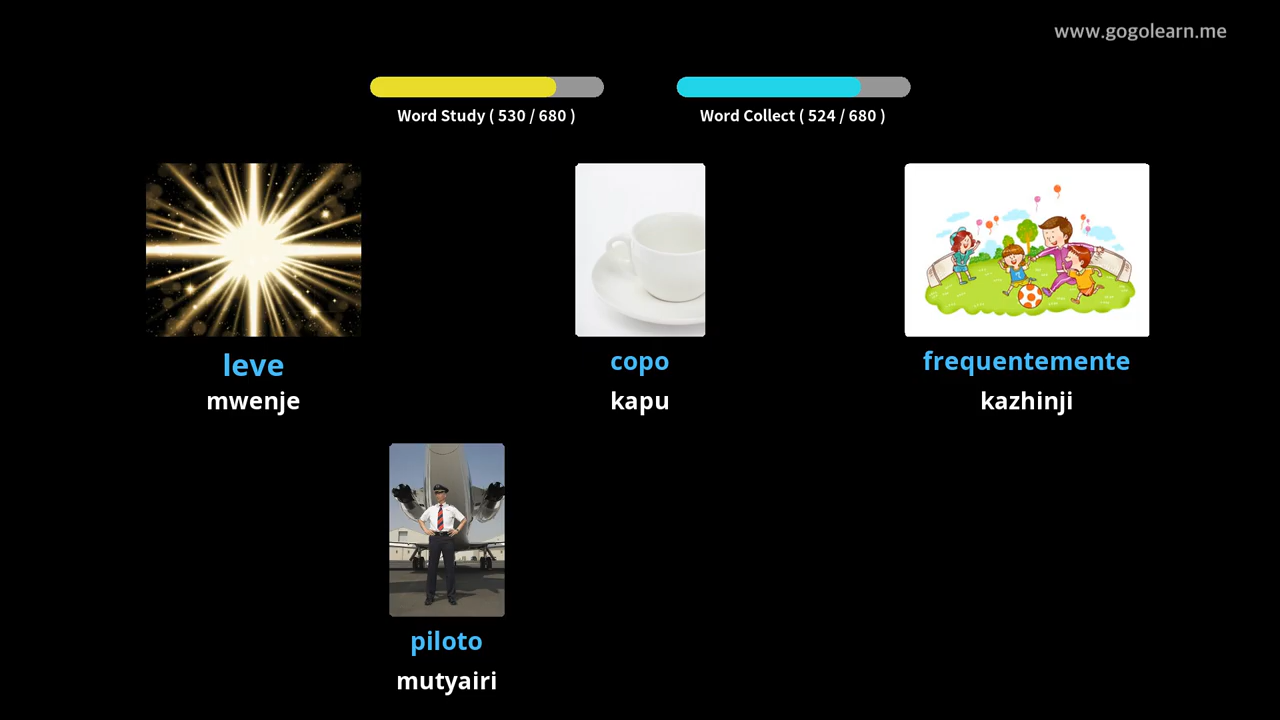 www.gogolearn.me
Word Study ( 530 / 680 )
Word Collect ( 524 / 680 )
leve
mwenje
copo
kapu
frequentemente
kazhinji
piloto
mutyairi